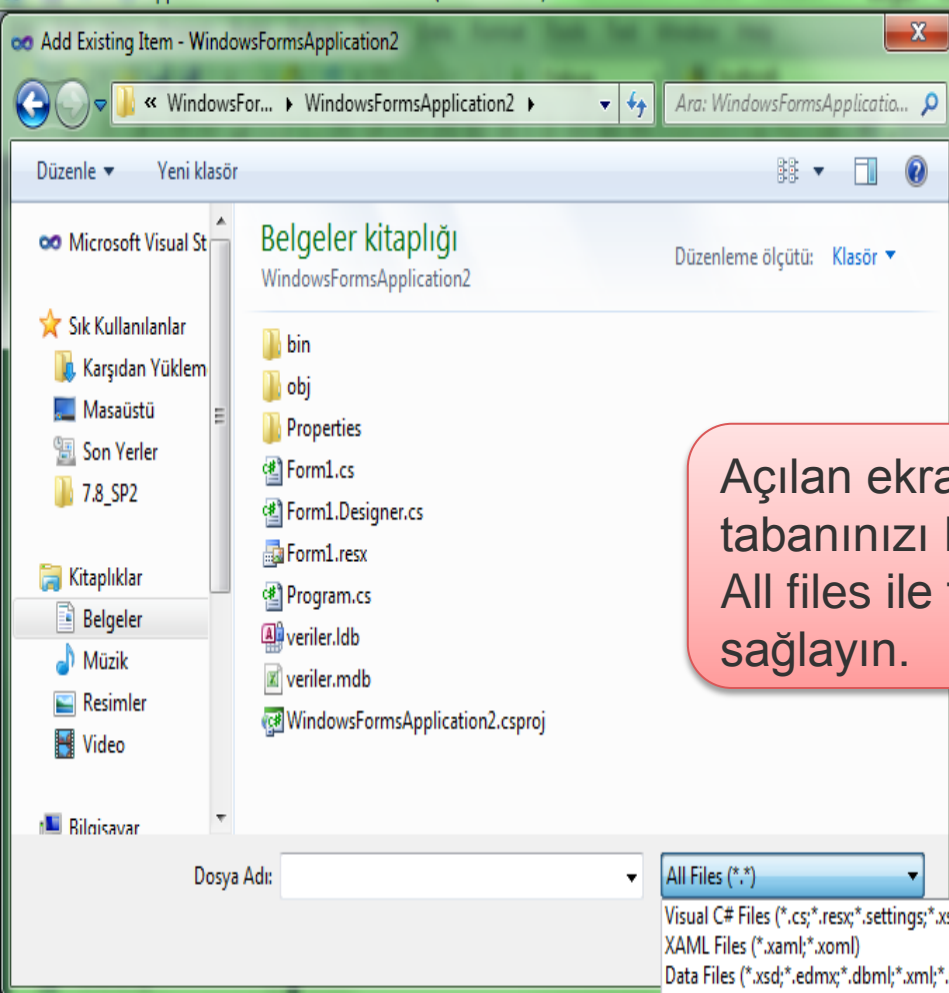 Add Existing Item - WindowsFormsApplication2
« WindowsFor... ▸ WindowsFormsApplication2 ▸
Ara: WindowsFormsApplicatio...
Düzenle
Yeni klasör
Microsoft Visual St
Sık Kullanılanlar
Karşıdan Yüklem
Masaüstü
Son Yerler
7.8_SP2
Kitaplıklar
Belgeler
Müzik
Resimler
Video
Bilgisayar
Belgeler kitaplığı
WindowsFormsApplication2
Düzenleme ölçütü: Klasör
bin
obj
Properties
Form1.cs
Form1.Designer.cs
Form1.resx
Program.cs
veriler.ldb
veriler.mdb
WindowsFormsApplication2.csproj
Açılan ekra
tabanınızı
All files ile
sağlayın.
Dosya Adı:
All Files (*.*)
Visual C# Files (*.cs;*.resx;*.settings;*.xs
XAML Files (*.xaml;*.xoml)
Data Files (*.xsd;*.edmx;*.dbml;*.xml;*.